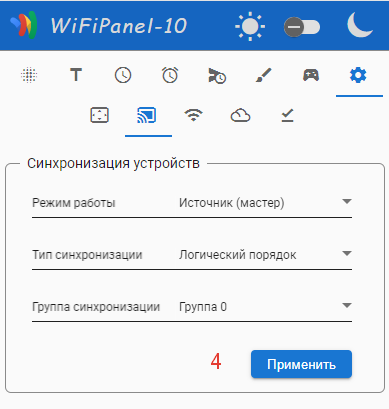 WiFiPanel-10
T
Синхронизация устройств
Режим работы Источник (мастер)
Тип синхронизации Логический порядок
Группа синхронизации Группа 0
4 Применить